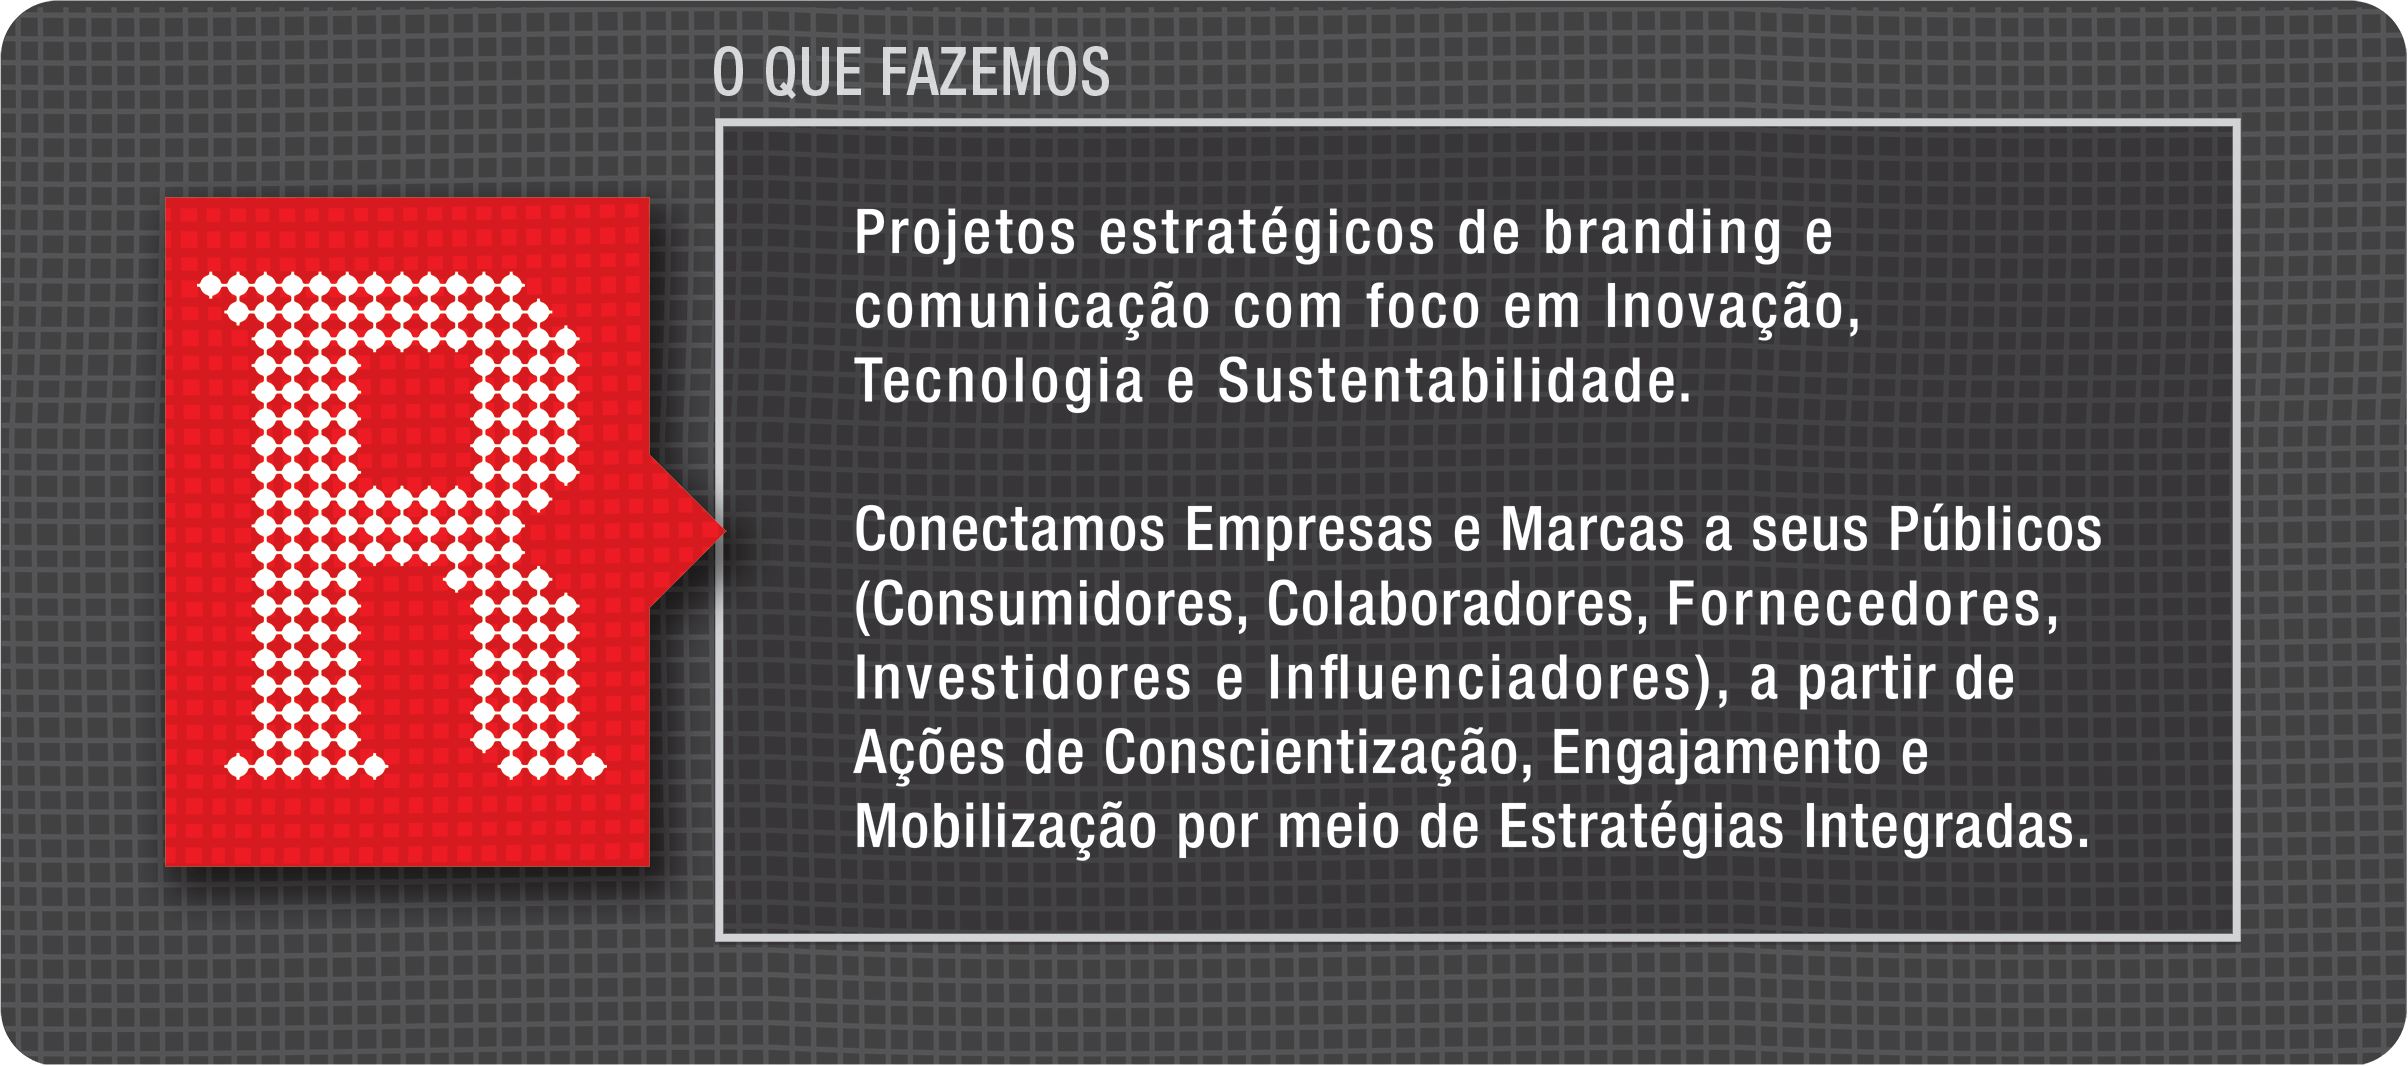 O QUE FAZEMOS
R
Projetos estratégicos de branding e
comunicação com foco em Inovação,
Tecnologia e Sustentabilidade.
Conectamos Empresas e Marcas a seus Públicos
(Consumidores, Colaboradores, Fornecedores,
Investidores e Influenciadores), a partir de
Ações de Conscientização, Engajamento e
Mobilização por meio de Estratégias Integradas.